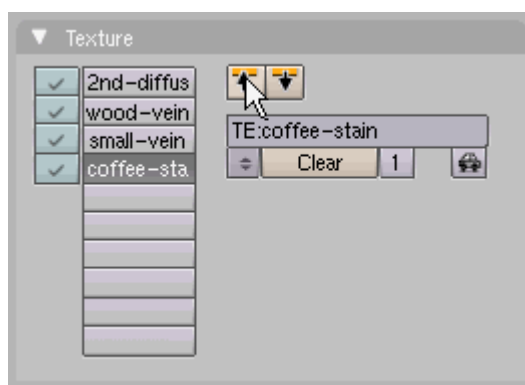 Texture
2nd-diffus
wood-vein
small-vein
coffee-sta
TE:coffee-stain
Clear 1